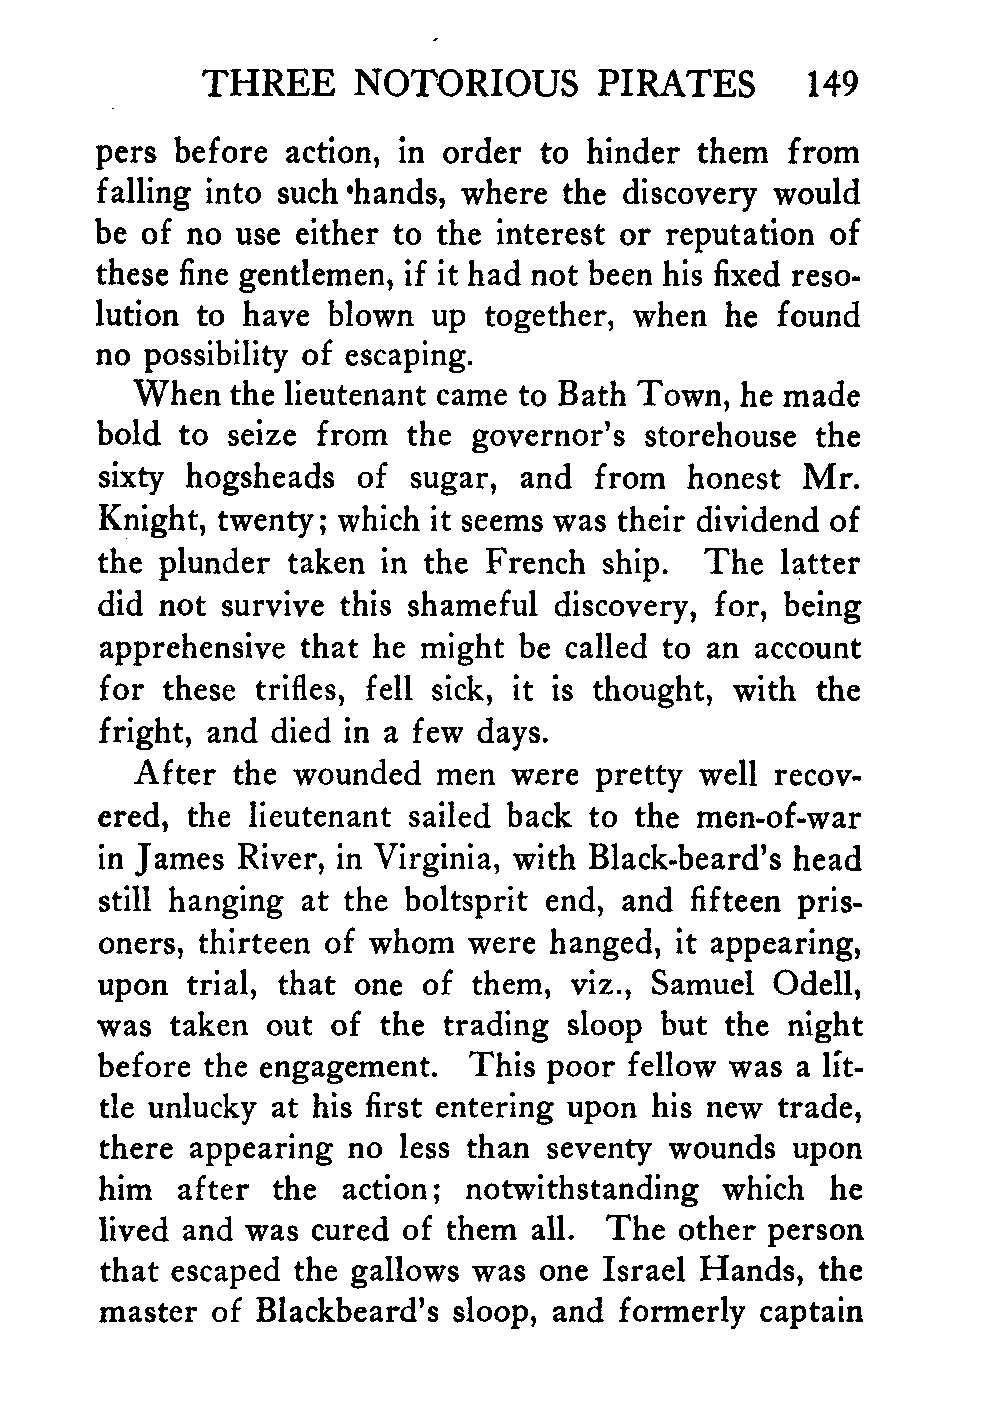 THREE NOTORIOUS PIRATES 149
pers before action, in order to hinder them from
falling into such hands, where the discovery would
be of no use either to the interest or reputation of
these fine gentlemen, if it had not been his fixed reso-
lution to have blown up together, when he found
no possibility of escaping.
When the lieutenant came to Bath Town, he made
bold to seize from the governor's storehouse the
sixty hogsheads of sugar, and from honest Mr.
Knight, twenty; which it seems was their dividend of
the plunder taken in the French ship. The latter
did not survive this shameful discovery, for, being
apprehensive that he might be called to an account
for these trifles, fell sick, it is thought, with the
fright, and died in a few days.
After the wounded men were pretty well recov-
ered, the lieutenant sailed back to the men-of-war
in James River, in Virginia, with Black-beard's head
still hanging at the boltsprit end, and fifteen pris-
oners, thirteen of whom were hanged, it appearing,
upon trial, that one of them, viz., Samuel Odell,
was taken out of the trading sloop but the night
before the engagement. This poor fellow was a lit-
tle unlucky at his first entering upon his new trade,
there appearing no less than seventy wounds upon
him after the action; notwithstanding which he
lived and was cured of them all. The other person
that escaped the gallows was one Israel Hands, the
master of Blackbeard's sloop, and formerly captain